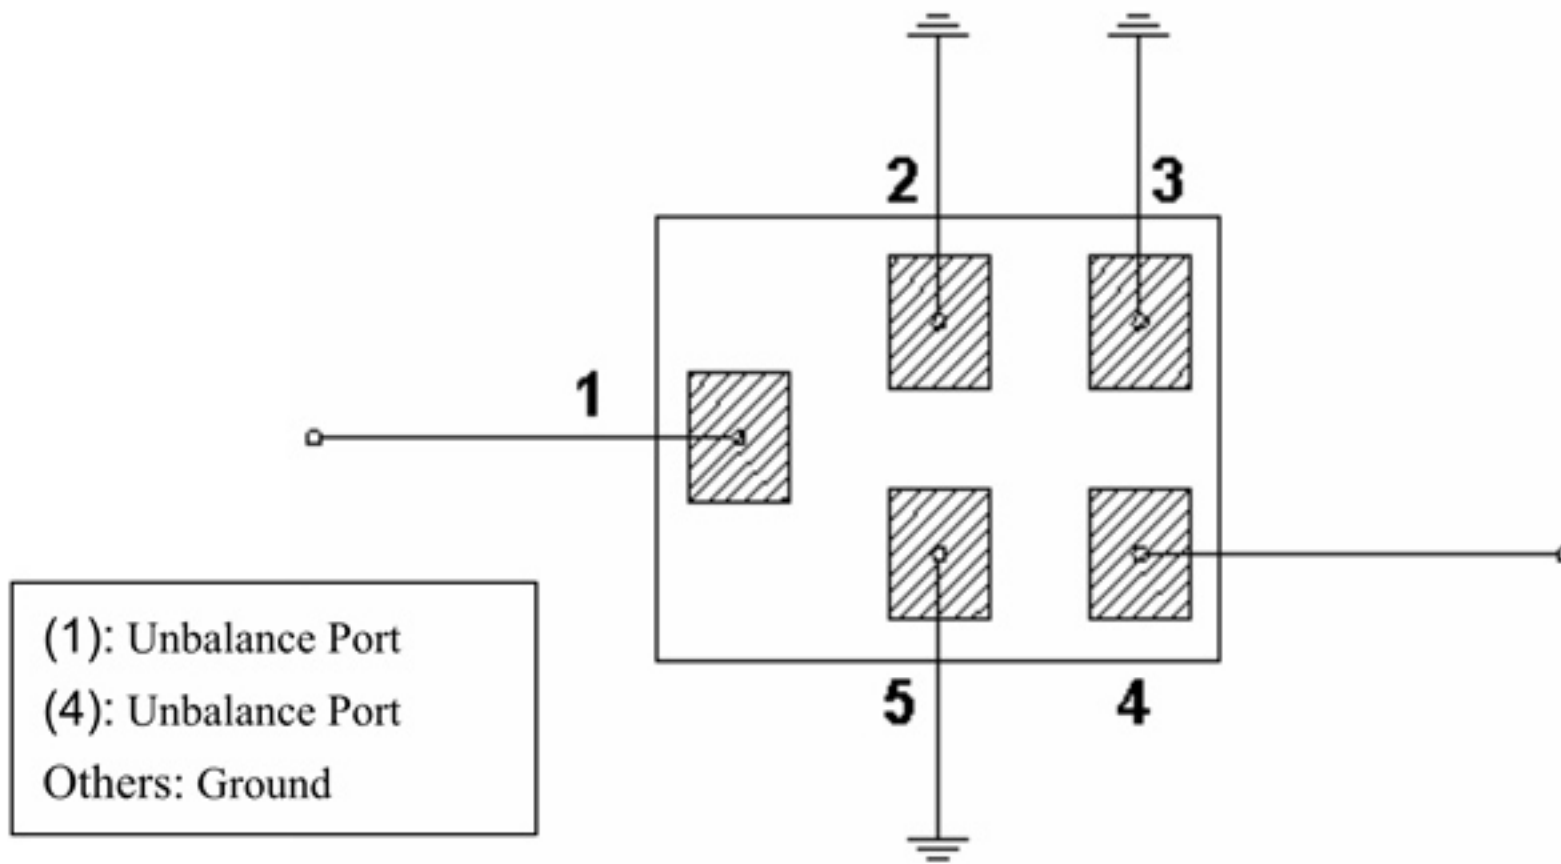 2 3
1
5 4
(1): Unbalance Port
(4): Unbalance Port
Others: Ground